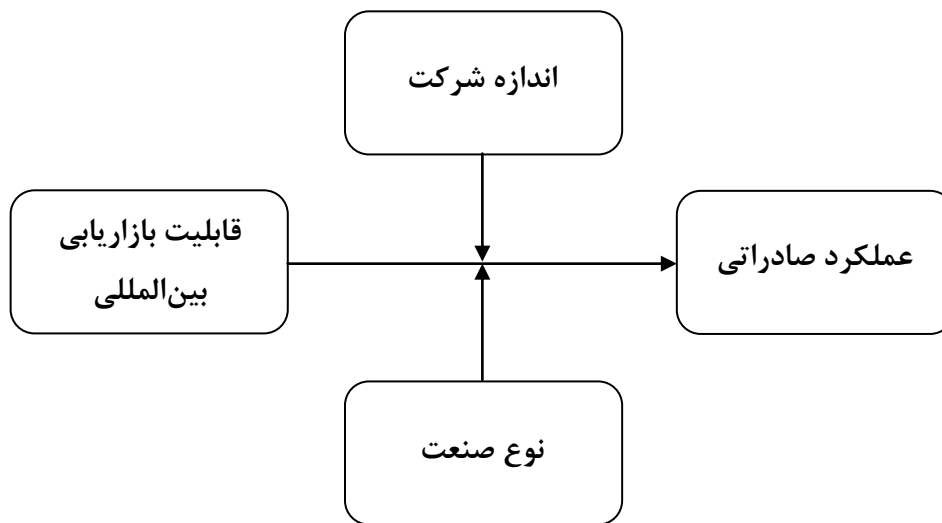 اندازه شرکت
قابلیت بازاریابی
بین‌المللی
عملکرد صادراتی
نوع صنعت